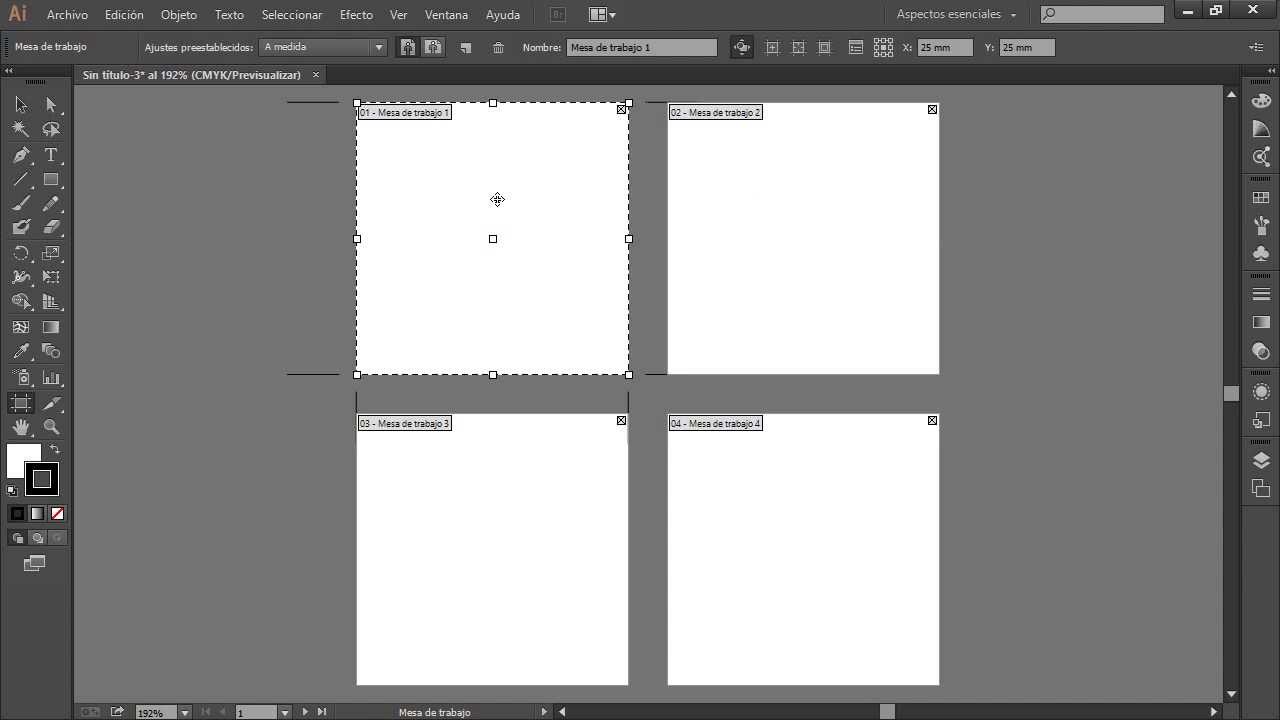 Ai Archivo Edición Objeto Texto Seleccionar Efecto Ver Ventana Ayuda Br Aspectos esenciales
Mesa de trabajo Ajustes preestablecidos: A medida Nombre: Mesa de trabajo 1 X: 25 mm Y: 25 mm
Sin título-3* al 192% (CMYK/Previsualizar) ×
01 - Mesa de trabajo 1
02 - Mesa de trabajo 2
03 - Mesa de trabajo 3
04 - Mesa de trabajo 4
192% 1 Mesa de trabajo